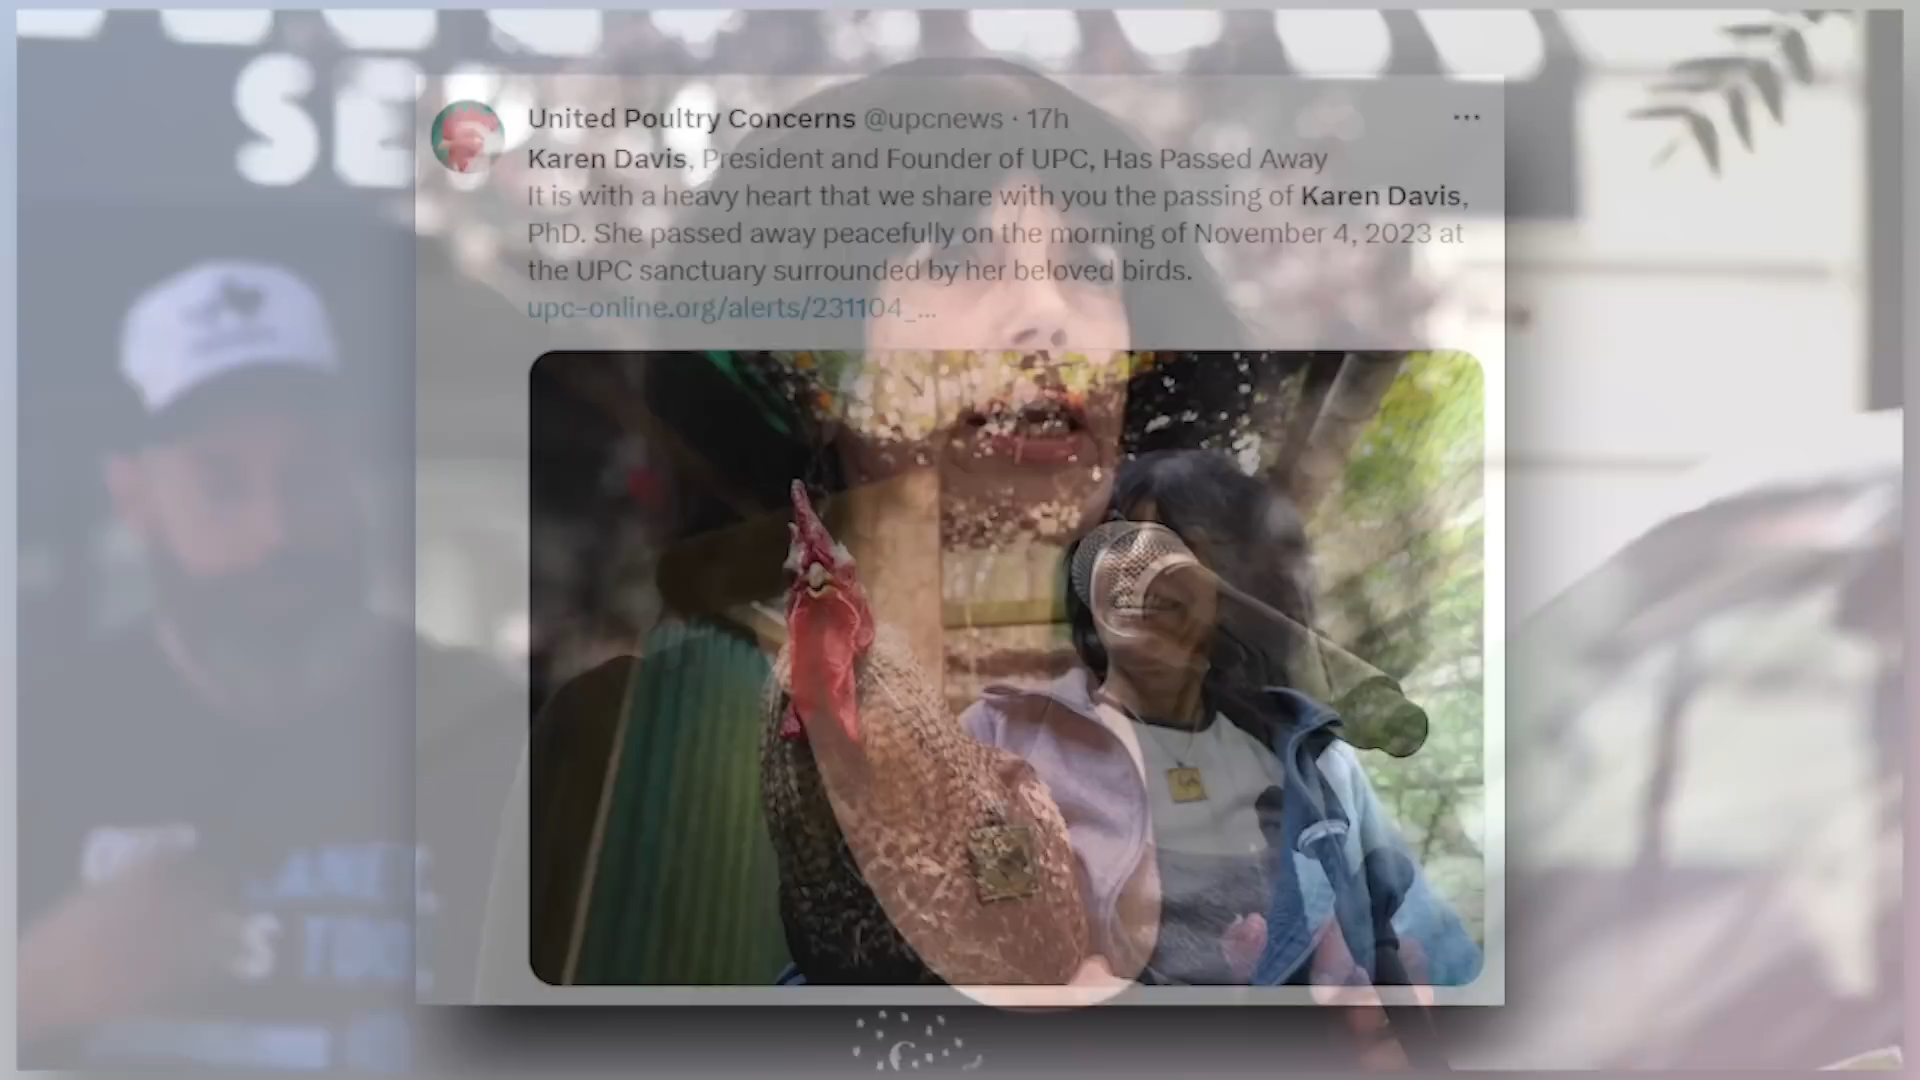 SE
United Poultry Concerns @upcnews · 17h
Karen Davis, President and Founder of UPC, Has Passed Away
It is with a heavy heart that we share with you the passing of Karen Davis,
PhD. She passed away peacefully on the morning of November 4, 2023 at
the UPC sanctuary surrounded by her beloved birds.
upc-online.org/alerts/231104_...